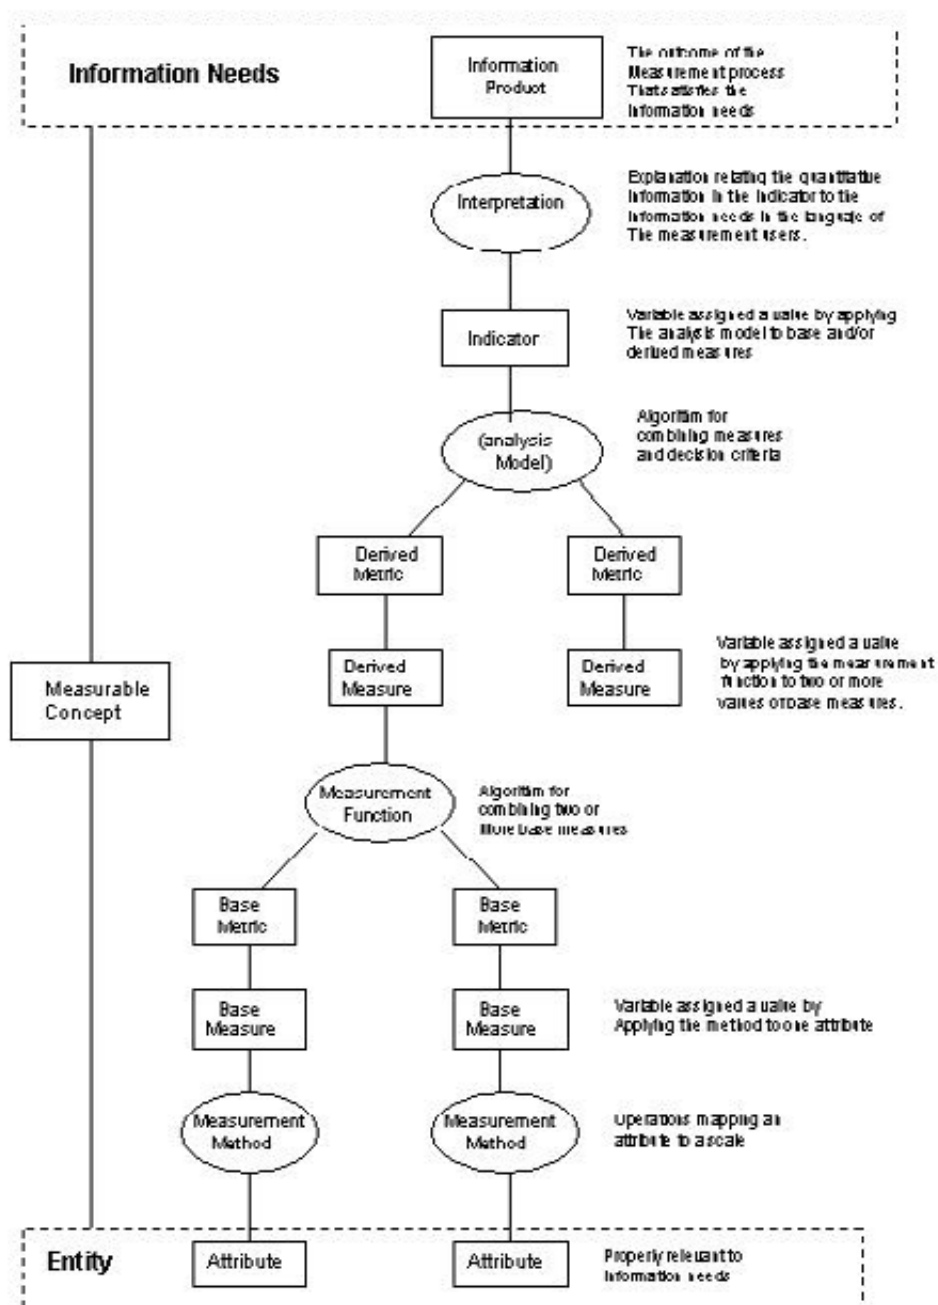 Information Needs
Information
Product
The outcome of the
Measurement process
That satisfies the
Information needs
Interpretation
Explanation relating the quantitative
Information in the indicator to the
Information needs in the language of
The measurement users.
Indicator
Variable assigned a value by applying
The analysis model to base and/or
derived measures
(analysis
Model)
Algorithm for
combining measures
and decision criteria
Derived
Metric
Derived
Metric
Derived
Measure
Derived
Measure
Variable assigned a value
by applying the measurement
function to two or more
values of base measures.
Measurable
Concept
Measurement
Function
Algorithm for
combining two or
More base measures
Base
Metric
Base
Metric
Base
Measure
Base
Measure
Variable assigned a value by
Applying the method to one attribute
Measurement
Method
Measurement
Method
Operations mapping an
attribute to a scale
Entity
Attribute
Attribute
Properly relevant to
Information needs